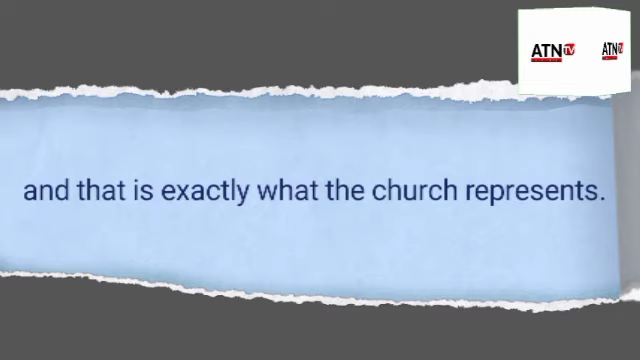 ATN TV
ATN TV
and that is exactly what the church represents.